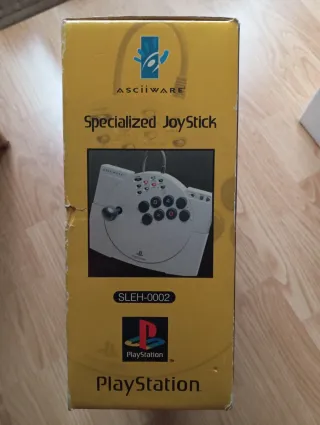 ASCIIWARE
Specialized JoyStick
SLEH-0002
PlayStation
PlayStation